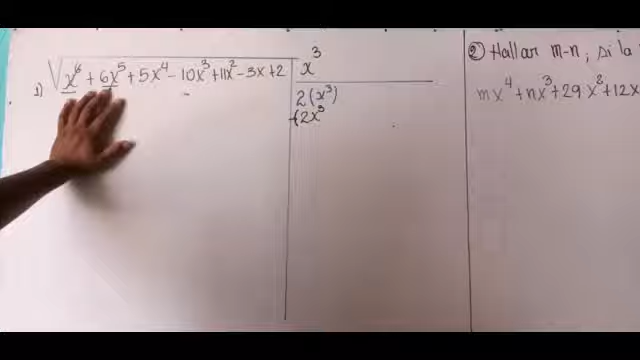 1) √x⁶ + 6x⁵ + 5x⁴ - 10x³ + 11x² - 3x + 2
x³
2(x³)
2x³
② Hallar m-n; si la
mx⁴ + nx³ + 29x² + 12x